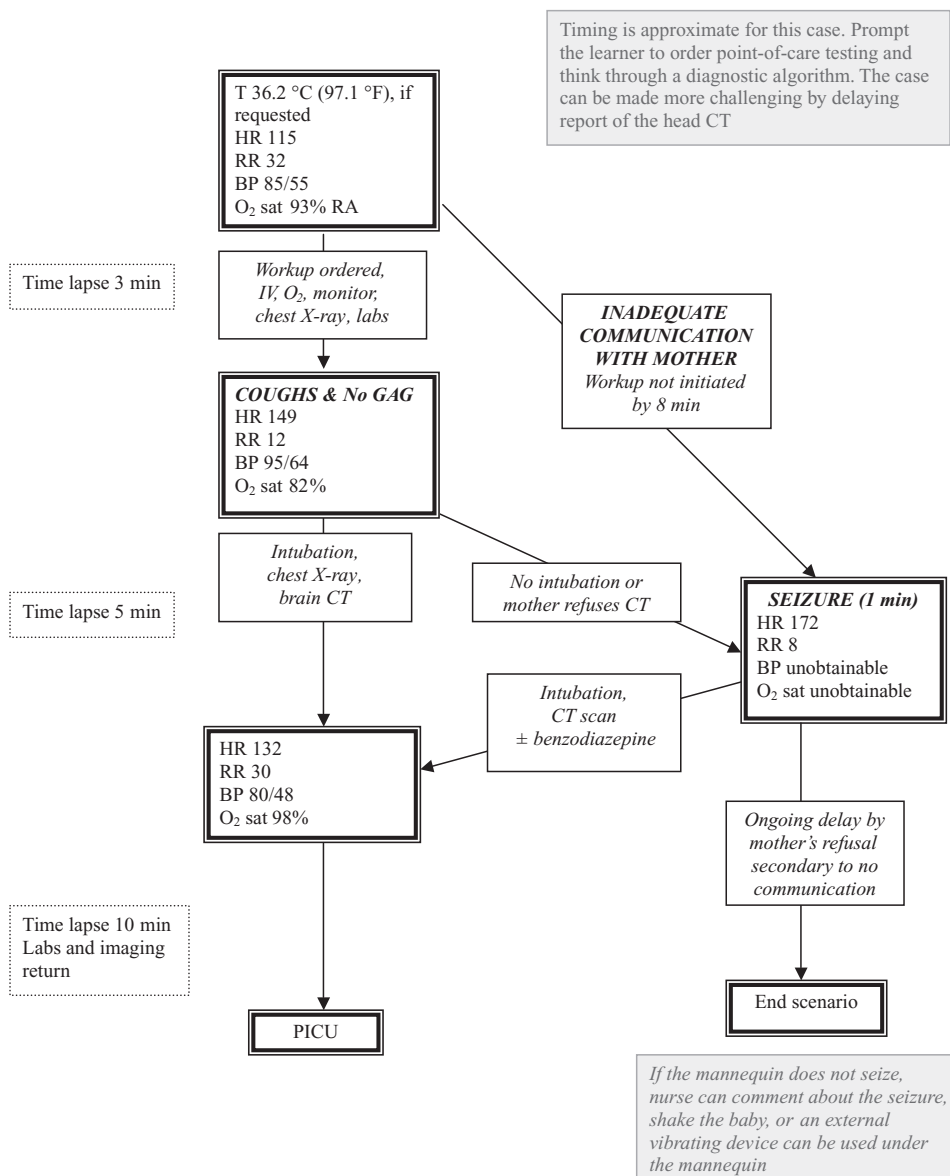 Timing is approximate for this case. Prompt
the learner to order point-of-care testing and
think through a diagnostic algorithm. The case
can be made more challenging by delaying
report of the head CT
T 36.2 °C (97.1 °F), if
requested
HR 115
RR 32
BP 85/55
O₂ sat 93% RA
Time lapse 3 min
Workup ordered,
IV, O₂, monitor,
chest X-ray, labs
INADEQUATE
COMMUNICATION
WITH MOTHER
Workup not initiated
by 8 min
COUGHS & No GAG
HR 149
RR 12
BP 95/64
O₂ sat 82%
Time lapse 5 min
Intubation,
chest X-ray,
brain CT
No intubation or
mother refuses CT
SEIZURE (1 min)
HR 172
RR 8
BP unobtainable
O₂ sat unobtainable
Intubation,
CT scan
± benzodiazepine
HR 132
RR 30
BP 80/48
O₂ sat 98%
Ongoing delay by
mother's refusal
secondary to no
communication
Time lapse 10 min
Labs and imaging
return
PICU
End scenario
If the mannequin does not seize,
nurse can comment about the seizure,
shake the baby, or an external
vibrating device can be used under
the mannequin